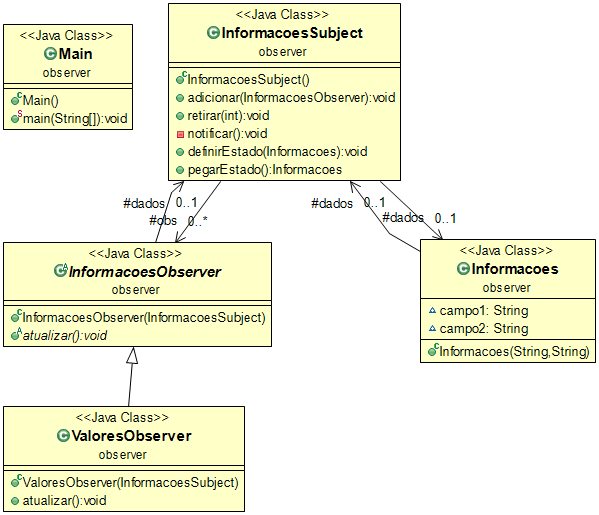 <<Java Class>>
Main
observer
Main()
main(String[]):void
<<Java Class>>
InformacoesSubject
observer
InformacoesSubject()
adicionar(InformacoesObserver):void
retirar(int):void
notificar():void
definirEstado(Informacoes):void
pegarEstado():Informacoes
#dados 0..1
#obs 0..*
#dados 0..1
#dados 0..1
<<Java Class>>
InformacoesObserver
observer
InformacoesObserver(InformacoesSubject)
atualizar():void
<<Java Class>>
Informacoes
observer
campo1: String
campo2: String
Informacoes(String,String)
<<Java Class>>
ValoresObserver
observer
ValoresObserver(InformacoesSubject)
atualizar():void